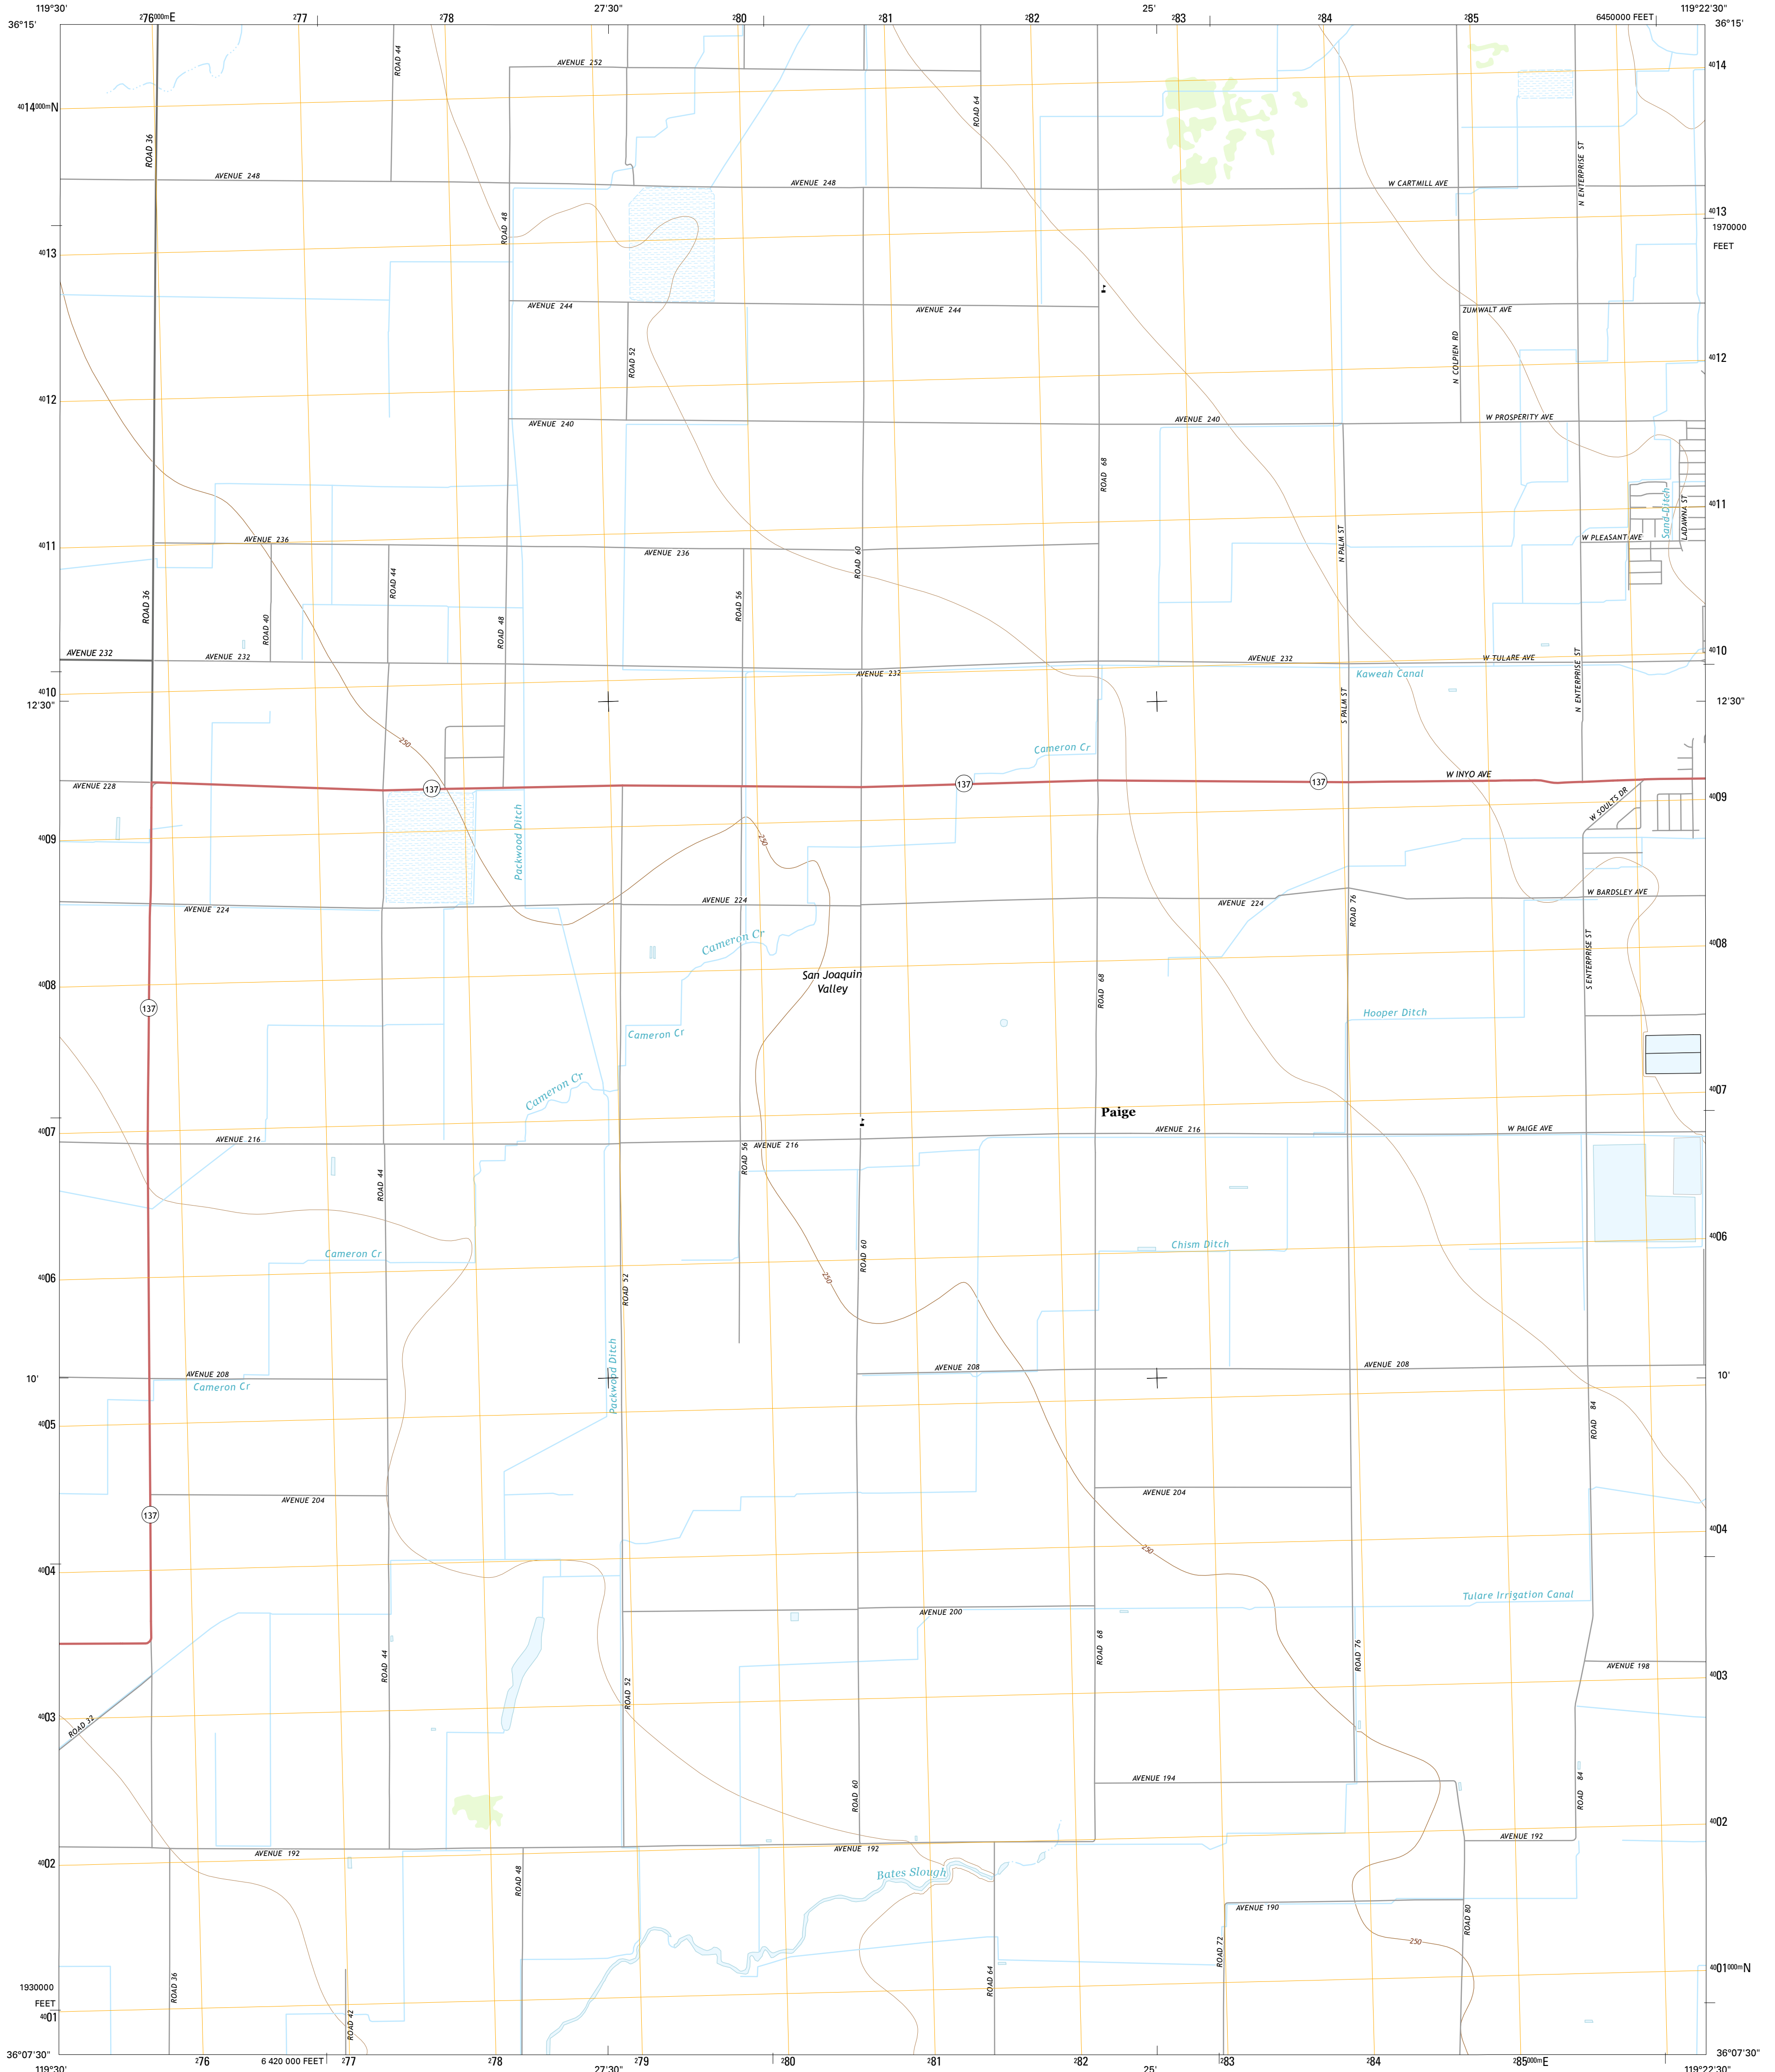 119°30'
276000mE
277
278
27'30"
280
281
282
25'
283
284
285
6450000 FEET
119°22'30"
36°15'
36°15'
AVENUE 252
ROAD 44
4014
4014000mN
ROAD 64
ROAD 36
N ENTERPRISE ST
AVENUE 248
AVENUE 248
W CARTMILL AVE
4013
1970000
FEET
ROAD 48
4013
AVENUE 244
AVENUE 244
ZUMWALT AVE
ROAD 52
N COLPIEN RD
4012
4012
AVENUE 240
AVENUE 240
W PROSPERITY AVE
ROAD 68
4011
Sand Ditch
LADAWNA ST
N PALM ST
AVENUE 236
AVENUE 236
W PLEASANT AVE
4011
ROAD 60
ROAD 44
ROAD 56
ROAD 36
ROAD 40
ROAD 48
AVENUE 232
AVENUE 232
AVENUE 232
AVENUE 232
W TULARE AVE
4010
Kaweah Canal
N ENTERPRISE ST
4010
12'30"
12'30"
S PALM ST
250
Cameron Cr
W INYO AVE
AVENUE 228
137
137
137
4009
W SOULTS DR
4009
Packwood Ditch
250
W BARDSLEY AVE
AVENUE 224
AVENUE 224
AVENUE 224
ROAD 76
Cameron Cr
4008
S ENTERPRISE ST
San Joaquin
Valley
4008
ROAD 68
137
Hooper Ditch
Cameron Cr
Cameron Cr
4007
Paige
4007
AVENUE 216
AVENUE 216
AVENUE 216
W PAIGE AVE
ROAD 56
ROAD 44
4006
Cameron Cr
Chism Ditch
ROAD 60
4006
ROAD 52
250
10'
10'
AVENUE 208
AVENUE 208
AVENUE 208
Cameron Cr
Packwood Ditch
4005
ROAD 84
4005
AVENUE 204
AVENUE 204
137
4004
250
4004
Tulare Irrigation Canal
AVENUE 200
ROAD 44
ROAD 68
ROAD 76
AVENUE 198
4003
ROAD 52
4003
ROAD 32
AVENUE 194
ROAD 60
ROAD 84
4002
AVENUE 192
AVENUE 192
AVENUE 192
4002
Bates Slough
ROAD 48
AVENUE 190
ROAD 80
250
ROAD 72
4001000mN
ROAD 36
ROAD 64
1930000
FEET
4001
ROAD 42
36°07'30"
36°07'30"
119°30'
276
6 420 000 FEET
277
278
27'30"
279
280
281
282
25'
283
284
285000mE
119°22'30"